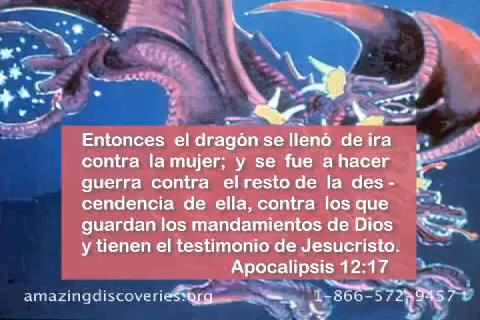 Entonces el dragón se llenó de ira
contra la mujer; y se fue a hacer
guerra contra el resto de la des -
cendencia de ella, contra los que
guardan los mandamientos de Dios
y tienen el testimonio de Jesucristo.
Apocalipsis 12:17
amazingdiscoveries.org 1-866-572-9457